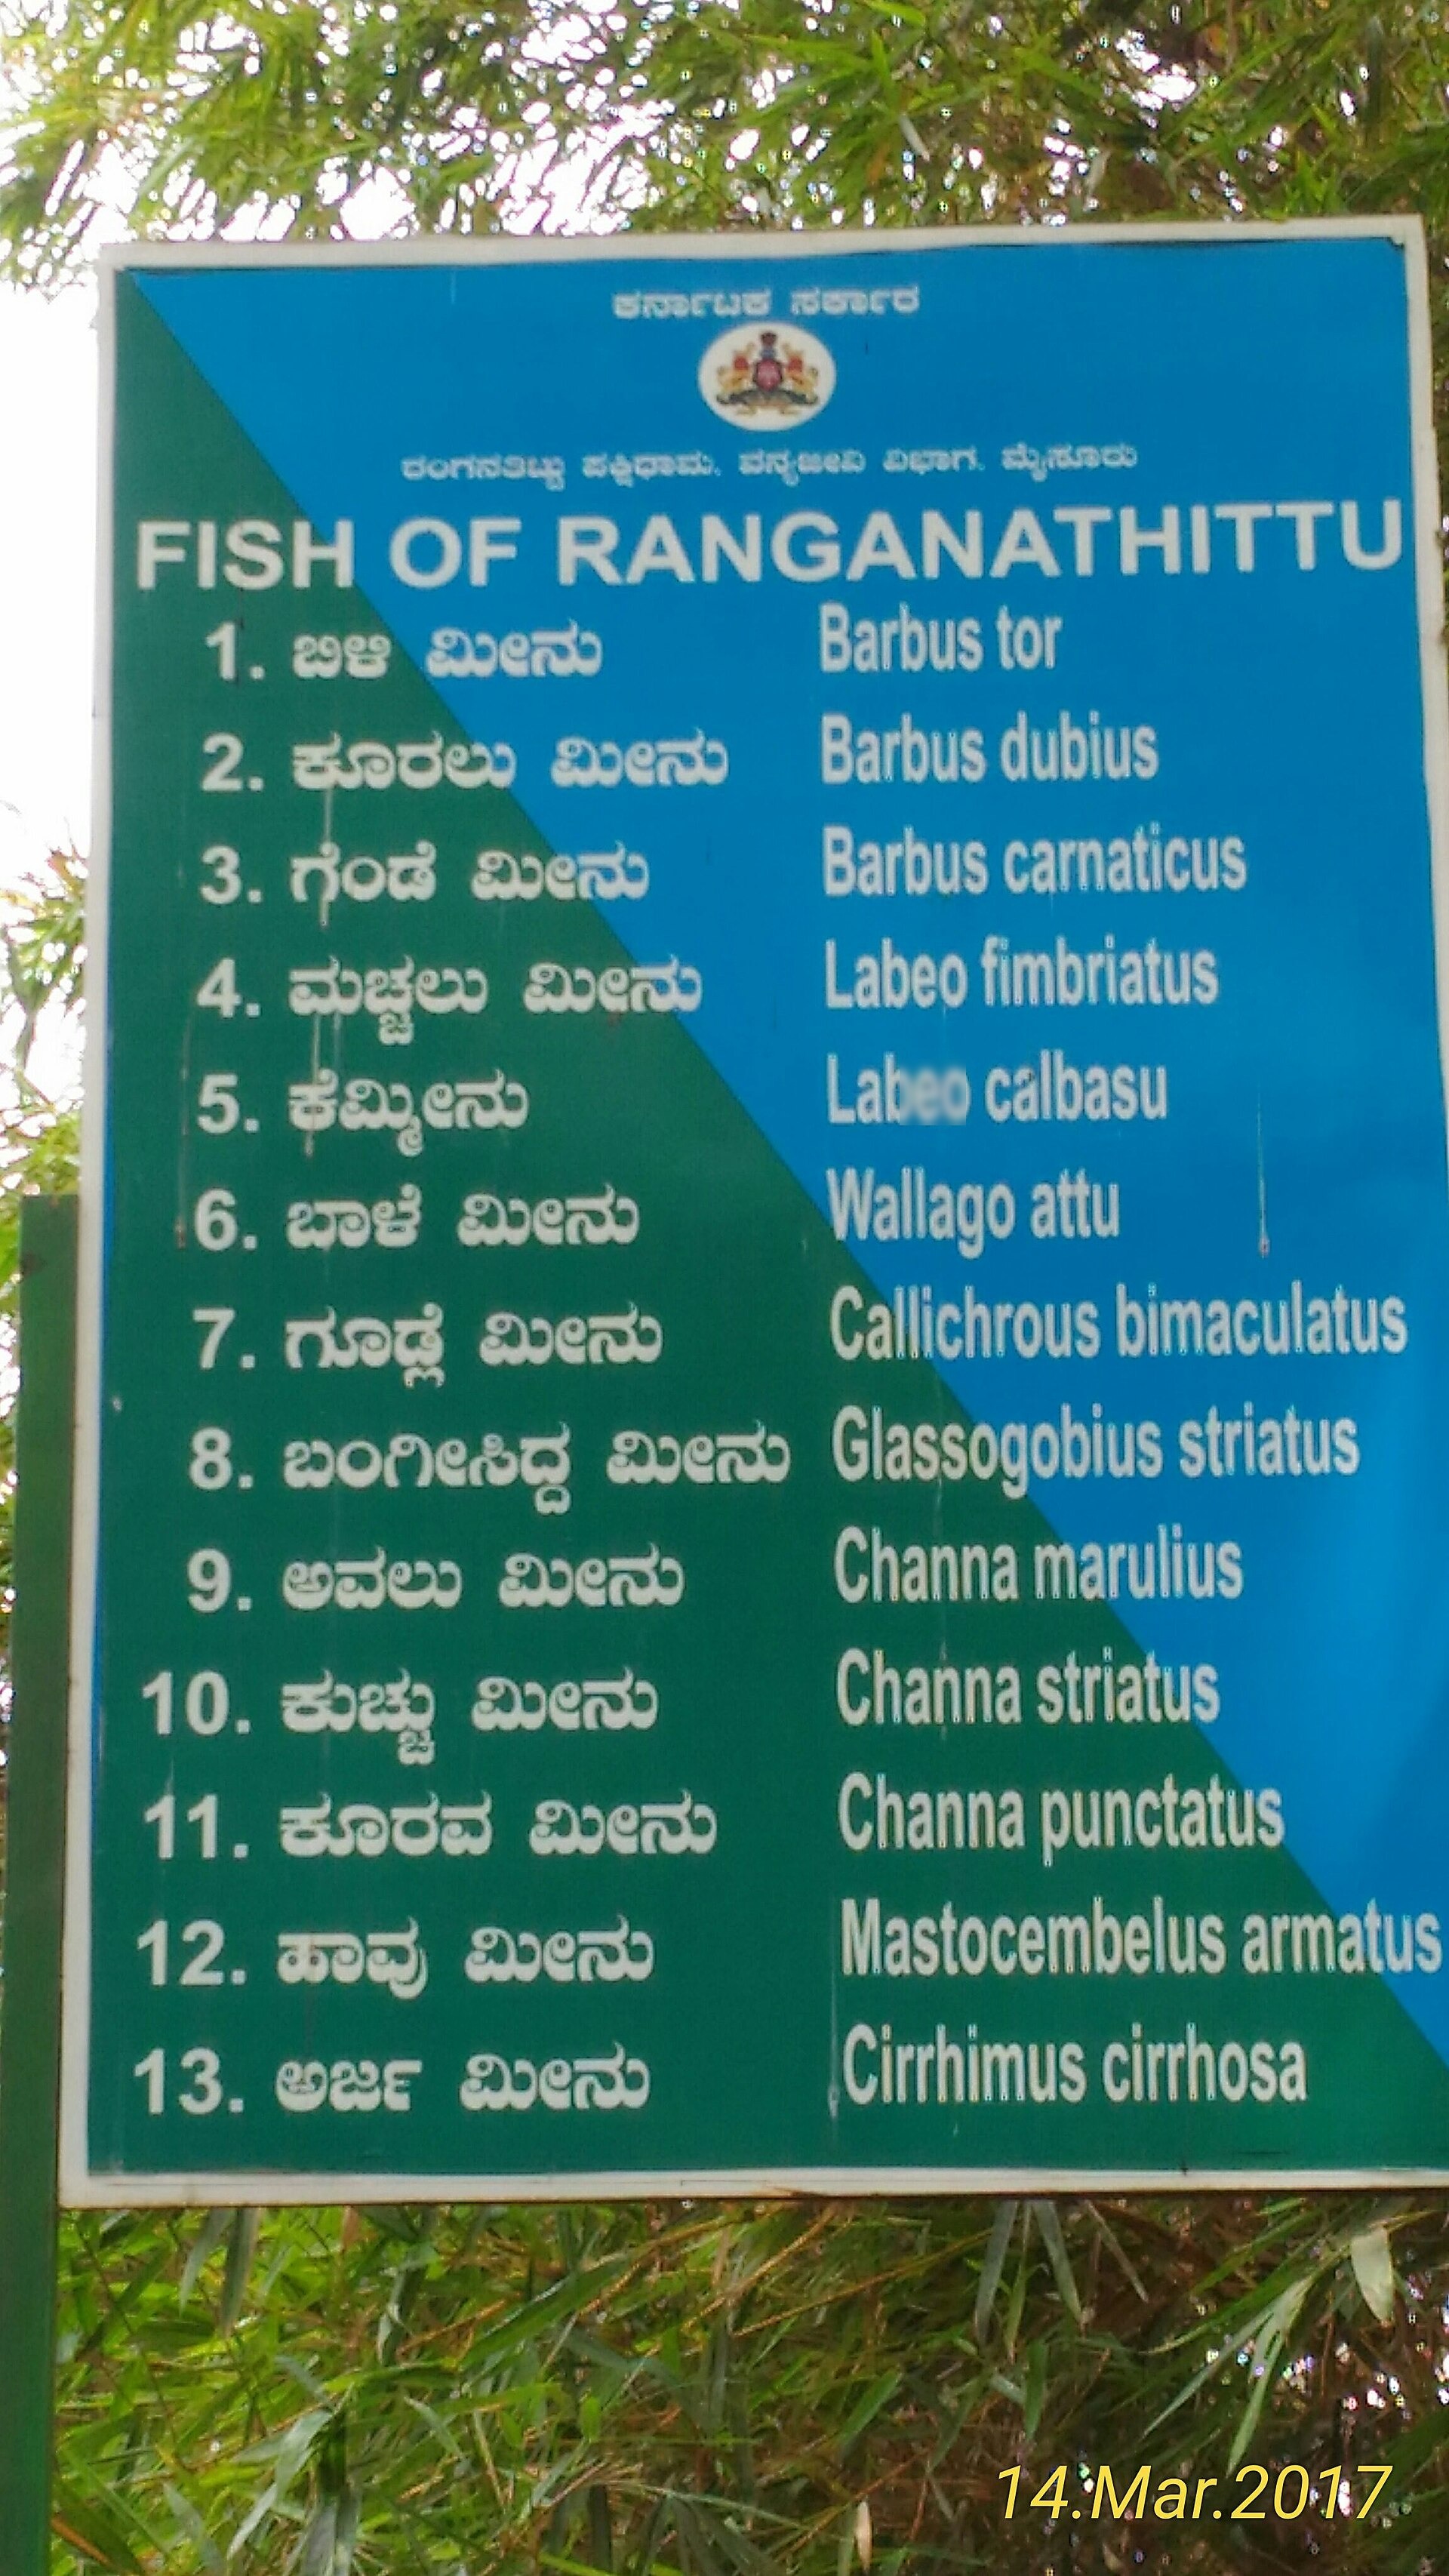 ಕರ್ನಾಟಕ ಸರ್ಕಾರ
ರಂಗನತಿಟ್ಟು ಪಕ್ಷಿಧಾಮ. ವನ್ಯಜೀವಿ ವಿಭಾಗ. ಮೈಸೂರು
FISH OF RANGANATHITTU
1. ಬಿಳಿ ಮೀನು Barbus tor
2. ಕೂರಲು ಮೀನು Barbus dubius
3. ಗೆಂಡೆ ಮೀನು Barbus carnaticus
4. ಮಚ್ಚಲು ಮೀನು Labeo fimbriatus
5. ಕೆಮ್ಮೀನು Labeo calbasu
6. ಬಾಳೆ ಮೀನು Wallago attu
7. ಗೂಡ್ಲೆ ಮೀನು Callichrous bimaculatus
8. ಬಂಗೀಸಿದ್ದ ಮೀನು Glassogobius striatus
9. ಅವಲು ಮೀನು Channa marulius
10. ಕುಚ್ಚು ಮೀನು Channa striatus
11. ಕೂರವ ಮೀನು Channa punctatus
12. ಹಾವು ಮೀನು Mastocembelus armatus
13. ಅರ್ಜ ಮೀನು Cirrhimus cirrhosa
14.Mar.2017